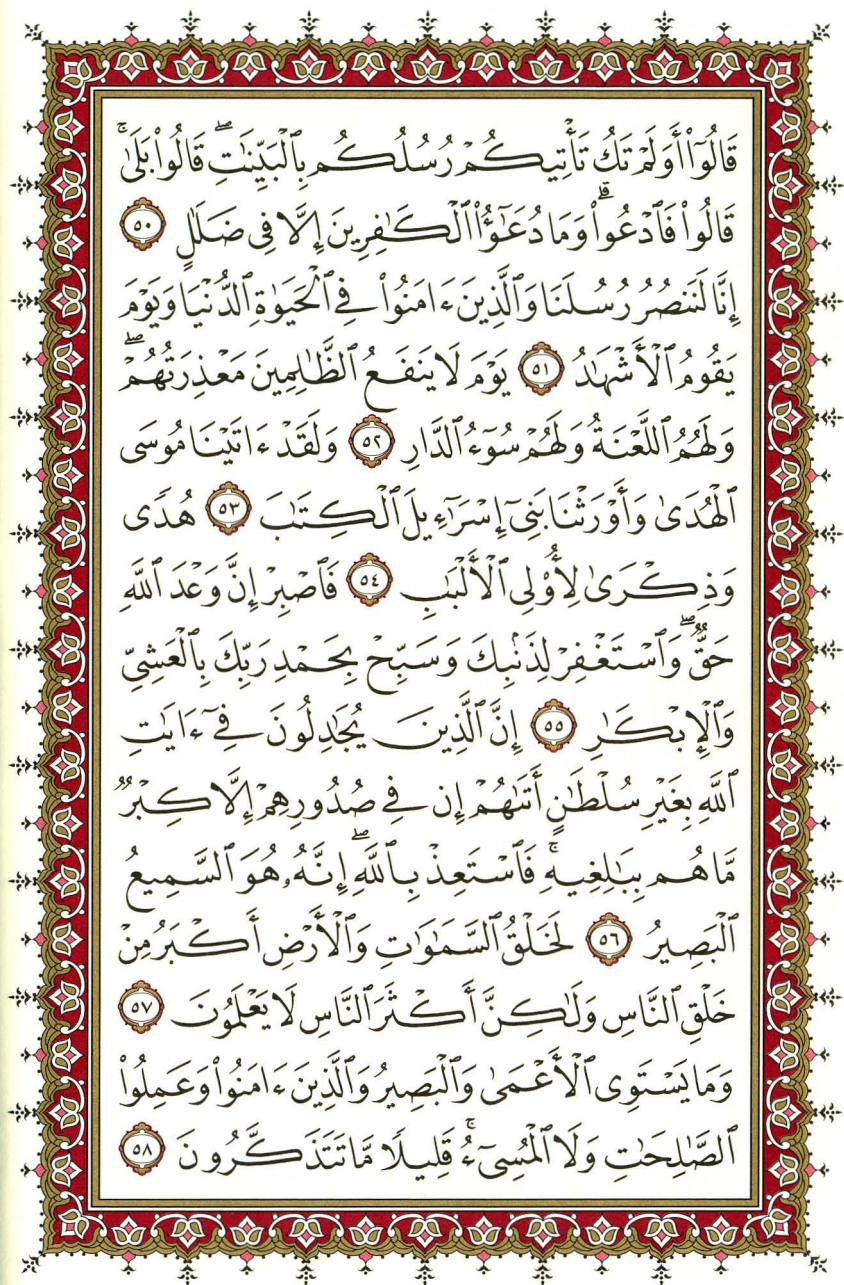 قَالُوٓا۟ أَوَلَمْ تَكُ تَأْتِيكُمْ رُسُلُكُم بِٱلْبَيِّنَـٰتِ ۖ قَالُوا۟ بَلَىٰ ۚ
قَالُوا۟ فَٱدْعُوا۟ ۗ وَمَا دُعَـٰٓؤُا۟ ٱلْكَـٰفِرِينَ إِلَّا فِى ضَلَـٰلٍ ٥٠
إِنَّا لَنَنصُرُ رُسُلَنَا وَٱلَّذِينَ ءَامَنُوا۟ فِى ٱلْحَيَوٰةِ ٱلدُّنْيَا وَيَوْمَ
يَقُومُ ٱلْأَشْهَـٰدُ ٥١ يَوْمَ لَا يَنفَعُ ٱلظَّـٰلِمِينَ مَعْذِرَتُهُمْ ۖ
وَلَهُمُ ٱللَّعْنَةُ وَلَهُمْ سُوٓءُ ٱلدَّارِ ٥٢ وَلَقَدْ ءَاتَيْنَا مُوسَى
ٱلْهُدَىٰ وَأَوْرَثْنَا بَنِىٓ إِسْرَٰٓءِيلَ ٱلْكِتَـٰبَ ٥٣ هُدًى
وَذِكْرَىٰ لِأُو۟لِى ٱلْأَلْبَـٰبِ ٥٤ فَٱصْبِرْ إِنَّ وَعْدَ ٱللَّهِ
حَقٌّ ۖ وَٱسْتَغْفِرْ لِذَنۢبِكَ وَسَبِّحْ بِحَمْدِ رَبِّكَ بِٱلْعَشِىِّ
وَٱلْإِبْكَـٰرِ ٥٥ إِنَّ ٱلَّذِينَ يُجَـٰدِلُونَ فِىٓ ءَايَـٰتِ
ٱللَّهِ بِغَيْرِ سُلْطَـٰنٍ أَتَىٰهُمْ إِن فِى صُدُورِهِمْ إِلَّا كِبْرٌ
مَّا هُم بِبَـٰلِغِيهِ ۚ فَٱسْتَعِذْ بِٱللَّهِ ۖ إِنَّهُۥ هُوَ ٱلسَّمِيعُ
ٱلْبَصِيرُ ٥٦ لَخَلْقُ ٱلسَّمَـٰوَٰتِ وَٱلْأَرْضِ أَكْبَرُ مِنْ
خَلْقِ ٱلنَّاسِ وَلَـٰكِنَّ أَكْثَرَ ٱلنَّاسِ لَا يَعْلَمُونَ ٥٧
وَمَا يَسْتَوِى ٱلْأَعْمَىٰ وَٱلْبَصِيرُ وَٱلَّذِينَ ءَامَنُوا۟ وَعَمِلُوا۟
ٱلصَّـٰلِحَـٰتِ وَلَا ٱلْمُسِىٓءُ ۚ قَلِيلًا مَّا تَتَذَكَّرُونَ ٥٨